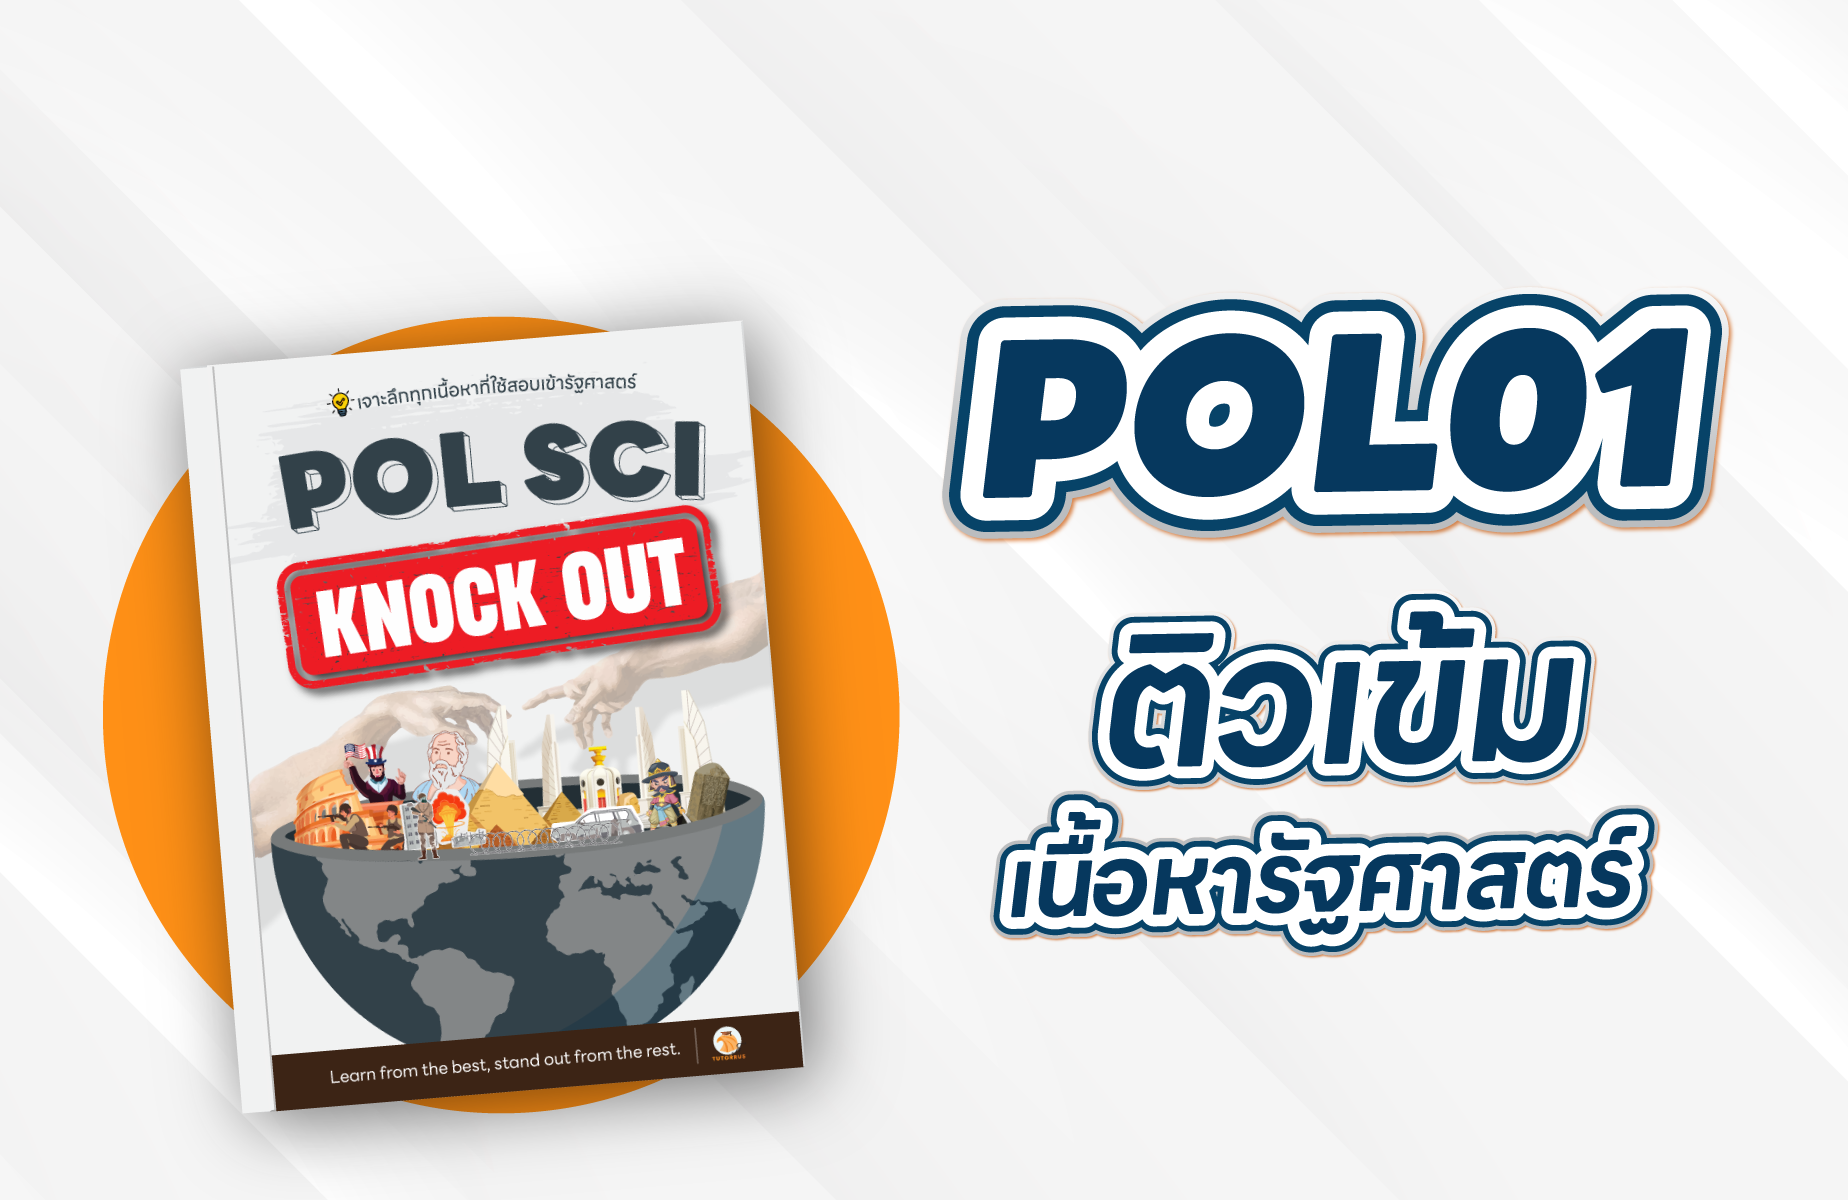 เจาะลึกทุกเนื้อหาที่ใช้สอบเข้ารัฐศาสตร์
POL SCI
KNOCK OUT
Learn from the best, stand out from the rest.
TUTORRUS
POL01
ติวเข้ม
เนื้อหารัฐศาสตร์